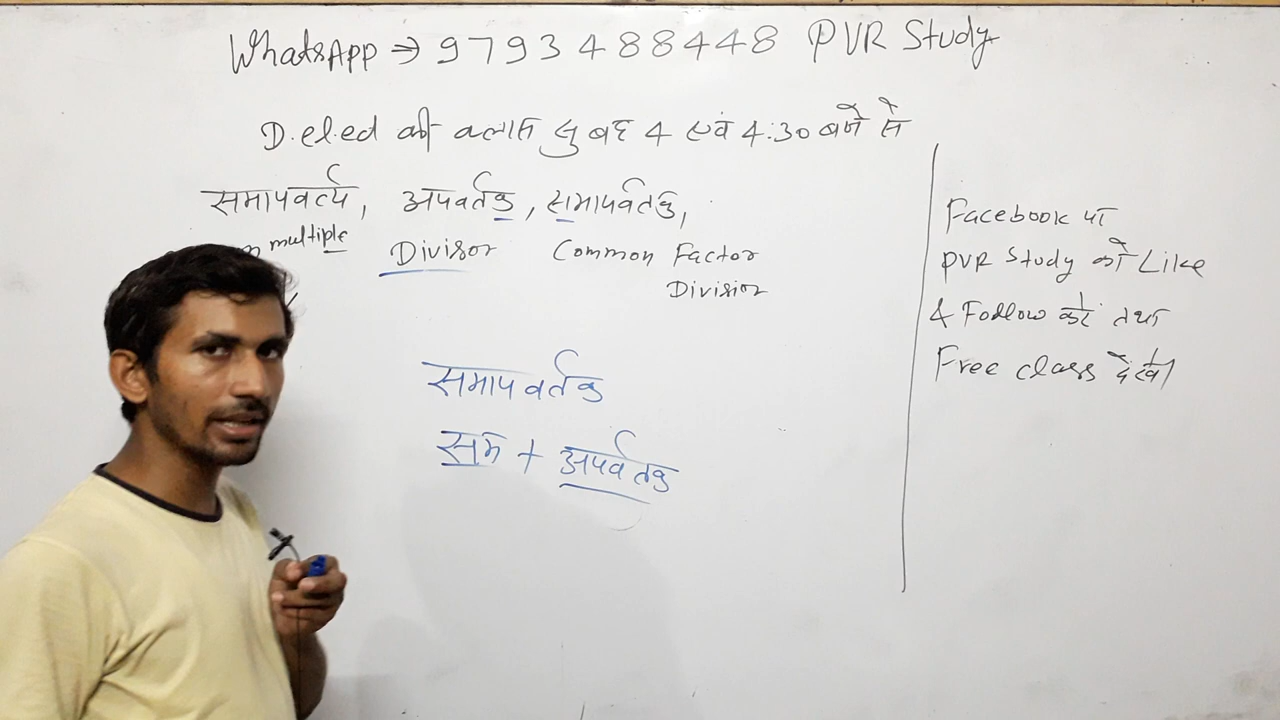 WhatsApp → 9793488448 PVR Study
D.eled की क्लास सुबह 4 एवं 4:30 बजे से
समापवर्त्य, अपवर्तक, समापवर्तक,
multiple Divisor Common Factor
Division
समापवर्तक
सम + अपवर्तक
Facebook पर
PVR Study को Like
& Follow करें तथा
Free class देखें